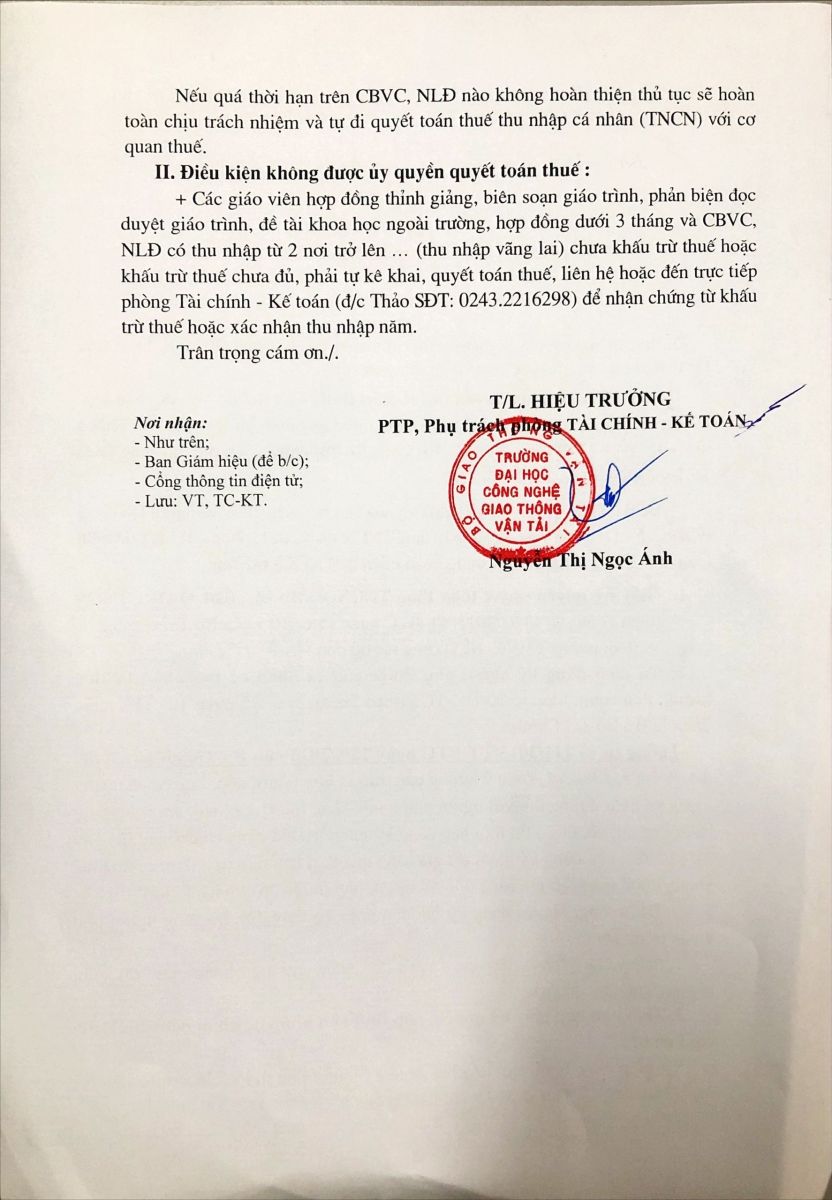 Nếu quá thời hạn trên CBVC, NLĐ nào không hoàn thiện thủ tục sẽ hoàn
toàn chịu trách nhiệm và tự đi quyết toán thuế thu nhập cá nhân (TNCN) với cơ
quan thuế.
II. Điều kiện không được ủy quyền quyết toán thuế :
+ Các giáo viên hợp đồng thỉnh giảng, biên soạn giáo trình, phản biện đọc
duyệt giáo trình, đề tài khoa học ngoài trường, hợp đồng dưới 3 tháng và CBVC,
NLĐ có thu nhập từ 2 nơi trở lên … (thu nhập vãng lai) chưa khấu trừ thuế hoặc
khấu trừ thuế chưa đủ, phải tự kê khai, quyết toán thuế, liên hệ hoặc đến trực tiếp
phòng Tài chính - Kế toán (đ/c Thảo SĐT: 0243.2216298) để nhận chứng từ khấu
trừ thuế hoặc xác nhận thu nhập năm.
Trân trọng cám ơn./.
Nơi nhận:
- Như trên;
- Ban Giám hiệu (để b/c);
- Cổng thông tin điện tử;
- Lưu: VT, TC-KT.
T/L. HIỆU TRƯỞNG
PTP, Phụ trách phòng TÀI CHÍNH - KẾ TOÁN
BỘ GIAO THÔNG VẬN TẢI
TRƯỜNG
ĐẠI HỌC
CÔNG NGHỆ
GIAO THÔNG
VẬN TẢI
Nguyễn Thị Ngọc Ánh